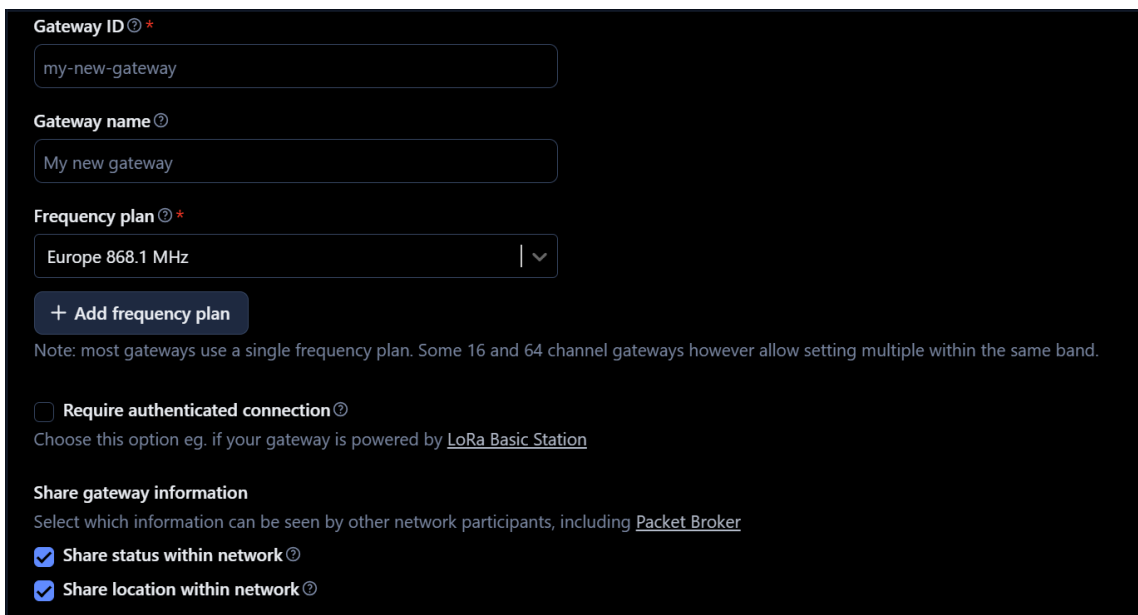 Gateway ID *
my-new-gateway
Gateway name
My new gateway
Frequency plan *
Europe 868.1 MHz
+ Add frequency plan
Note: most gateways use a single frequency plan. Some 16 and 64 channel gateways however allow setting multiple within the same band.
Require authenticated connection
Choose this option eg. if your gateway is powered by LoRa Basic Station
Share gateway information
Select which information can be seen by other network participants, including Packet Broker
Share status within network
Share location within network